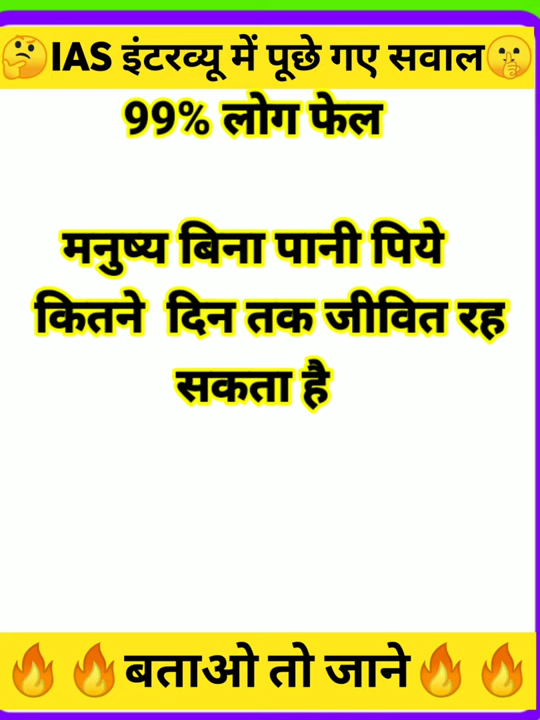 🤔IAS इंटरव्यू में पूछे गए सवाल🤫
99% लोग फेल
मनुष्य बिना पानी पिये
कितने दिन तक जीवित रह
सकता है
🔥🔥बताओ तो जाने🔥🔥